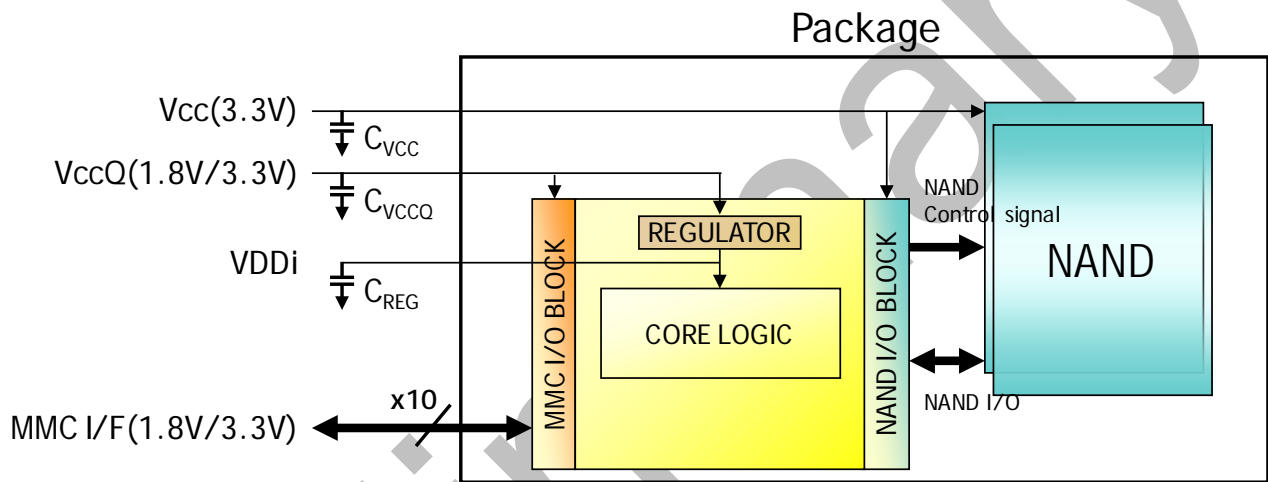 Package
Vcc(3.3V)
CVCC
VccQ(1.8V/3.3V)
CVCCQ
NAND
Control signal
REGULATOR
VDDi
CREG
MMC I/O BLOCK
CORE LOGIC
NAND I/O BLOCK
NAND
x10
NAND I/O
MMC I/F(1.8V/3.3V)